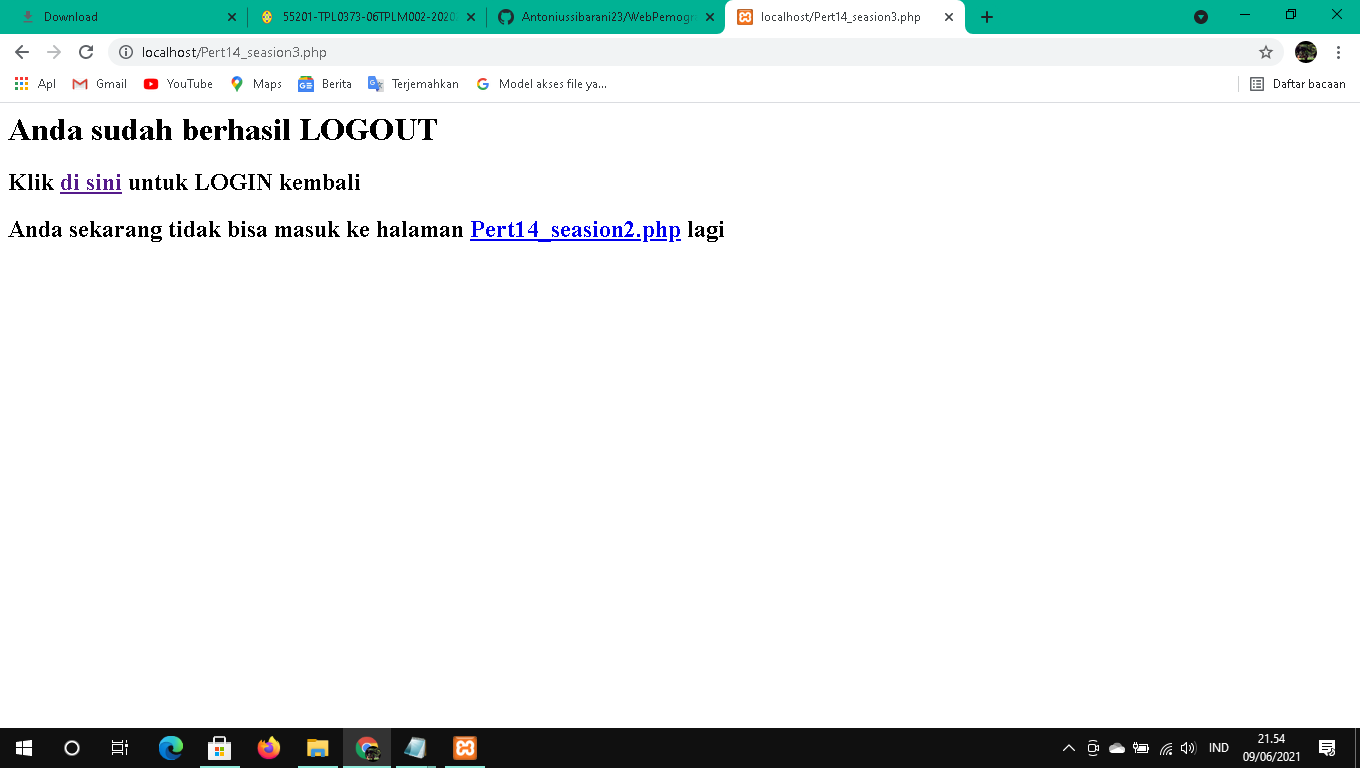 Download
55201-TPL0373-06TPLM002-2020
Antoniussibarani23/WebPemogr
localhost/Pert14_seasion3.php
localhost/Pert14_seasion3.php
Apl Gmail YouTube Maps Berita Terjemahkan Model akses file ya... Daftar bacaan
Anda sudah berhasil LOGOUT
Klik di sini untuk LOGIN kembali
Anda sekarang tidak bisa masuk ke halaman Pert14_seasion2.php lagi
IND
21.54
09/06/2021